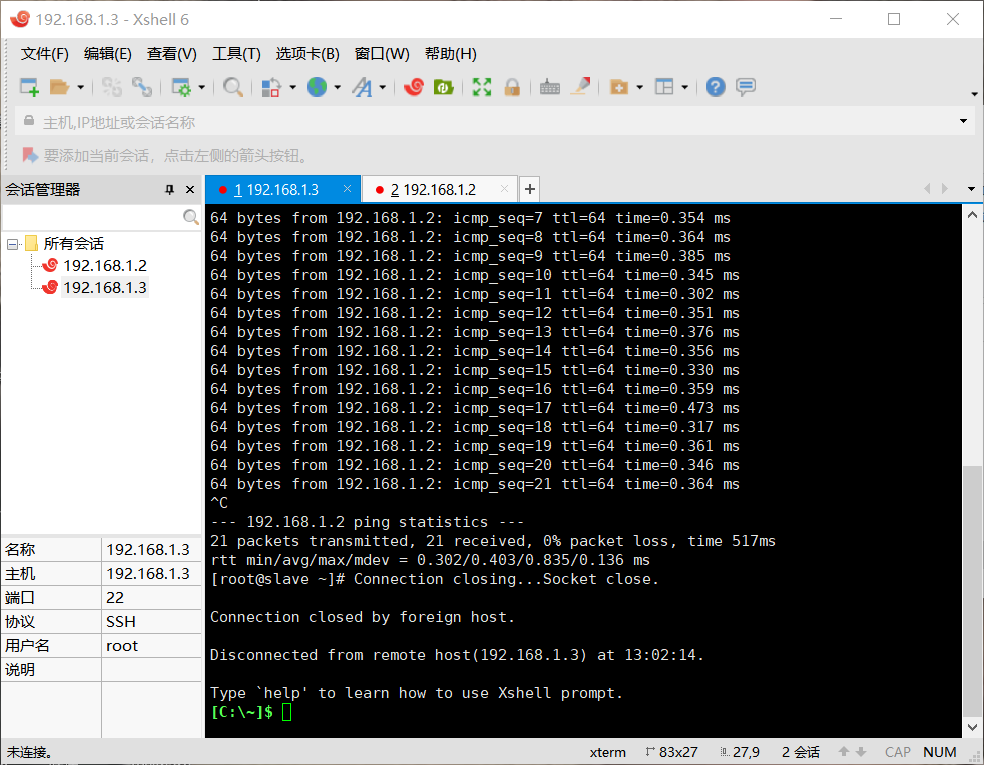 192.168.1.3 - Xshell 6
文件(F) 编辑(E) 查看(V) 工具(T) 选项卡(B) 窗口(W) 帮助(H)
主机,IP地址或会话名称
要添加当前会话，点击左侧的箭头按钮。
会话管理器
1 192.168.1.3 2 192.168.1.2
所有会话
192.168.1.2
192.168.1.3
名称 192.168.1.3
主机 192.168.1.3
端口 22
协议 SSH
用户名 root
说明
64 bytes from 192.168.1.2: icmp_seq=7 ttl=64 time=0.354 ms
64 bytes from 192.168.1.2: icmp_seq=8 ttl=64 time=0.364 ms
64 bytes from 192.168.1.2: icmp_seq=9 ttl=64 time=0.385 ms
64 bytes from 192.168.1.2: icmp_seq=10 ttl=64 time=0.345 ms
64 bytes from 192.168.1.2: icmp_seq=11 ttl=64 time=0.302 ms
64 bytes from 192.168.1.2: icmp_seq=12 ttl=64 time=0.351 ms
64 bytes from 192.168.1.2: icmp_seq=13 ttl=64 time=0.376 ms
64 bytes from 192.168.1.2: icmp_seq=14 ttl=64 time=0.356 ms
64 bytes from 192.168.1.2: icmp_seq=15 ttl=64 time=0.330 ms
64 bytes from 192.168.1.2: icmp_seq=16 ttl=64 time=0.359 ms
64 bytes from 192.168.1.2: icmp_seq=17 ttl=64 time=0.473 ms
64 bytes from 192.168.1.2: icmp_seq=18 ttl=64 time=0.317 ms
64 bytes from 192.168.1.2: icmp_seq=19 ttl=64 time=0.361 ms
64 bytes from 192.168.1.2: icmp_seq=20 ttl=64 time=0.346 ms
64 bytes from 192.168.1.2: icmp_seq=21 ttl=64 time=0.364 ms
^C
--- 192.168.1.2 ping statistics ---
21 packets transmitted, 21 received, 0% packet loss, time 517ms
rtt min/avg/max/mdev = 0.302/0.403/0.835/0.136 ms
[root@slave ~]# Connection closing...Socket close.
Connection closed by foreign host.
Disconnected from remote host(192.168.1.3) at 13:02:14.
Type `help' to learn how to use Xshell prompt.
[C:\~]$
未连接。 xterm 83x27 27,9 2 会话 CAP NUM